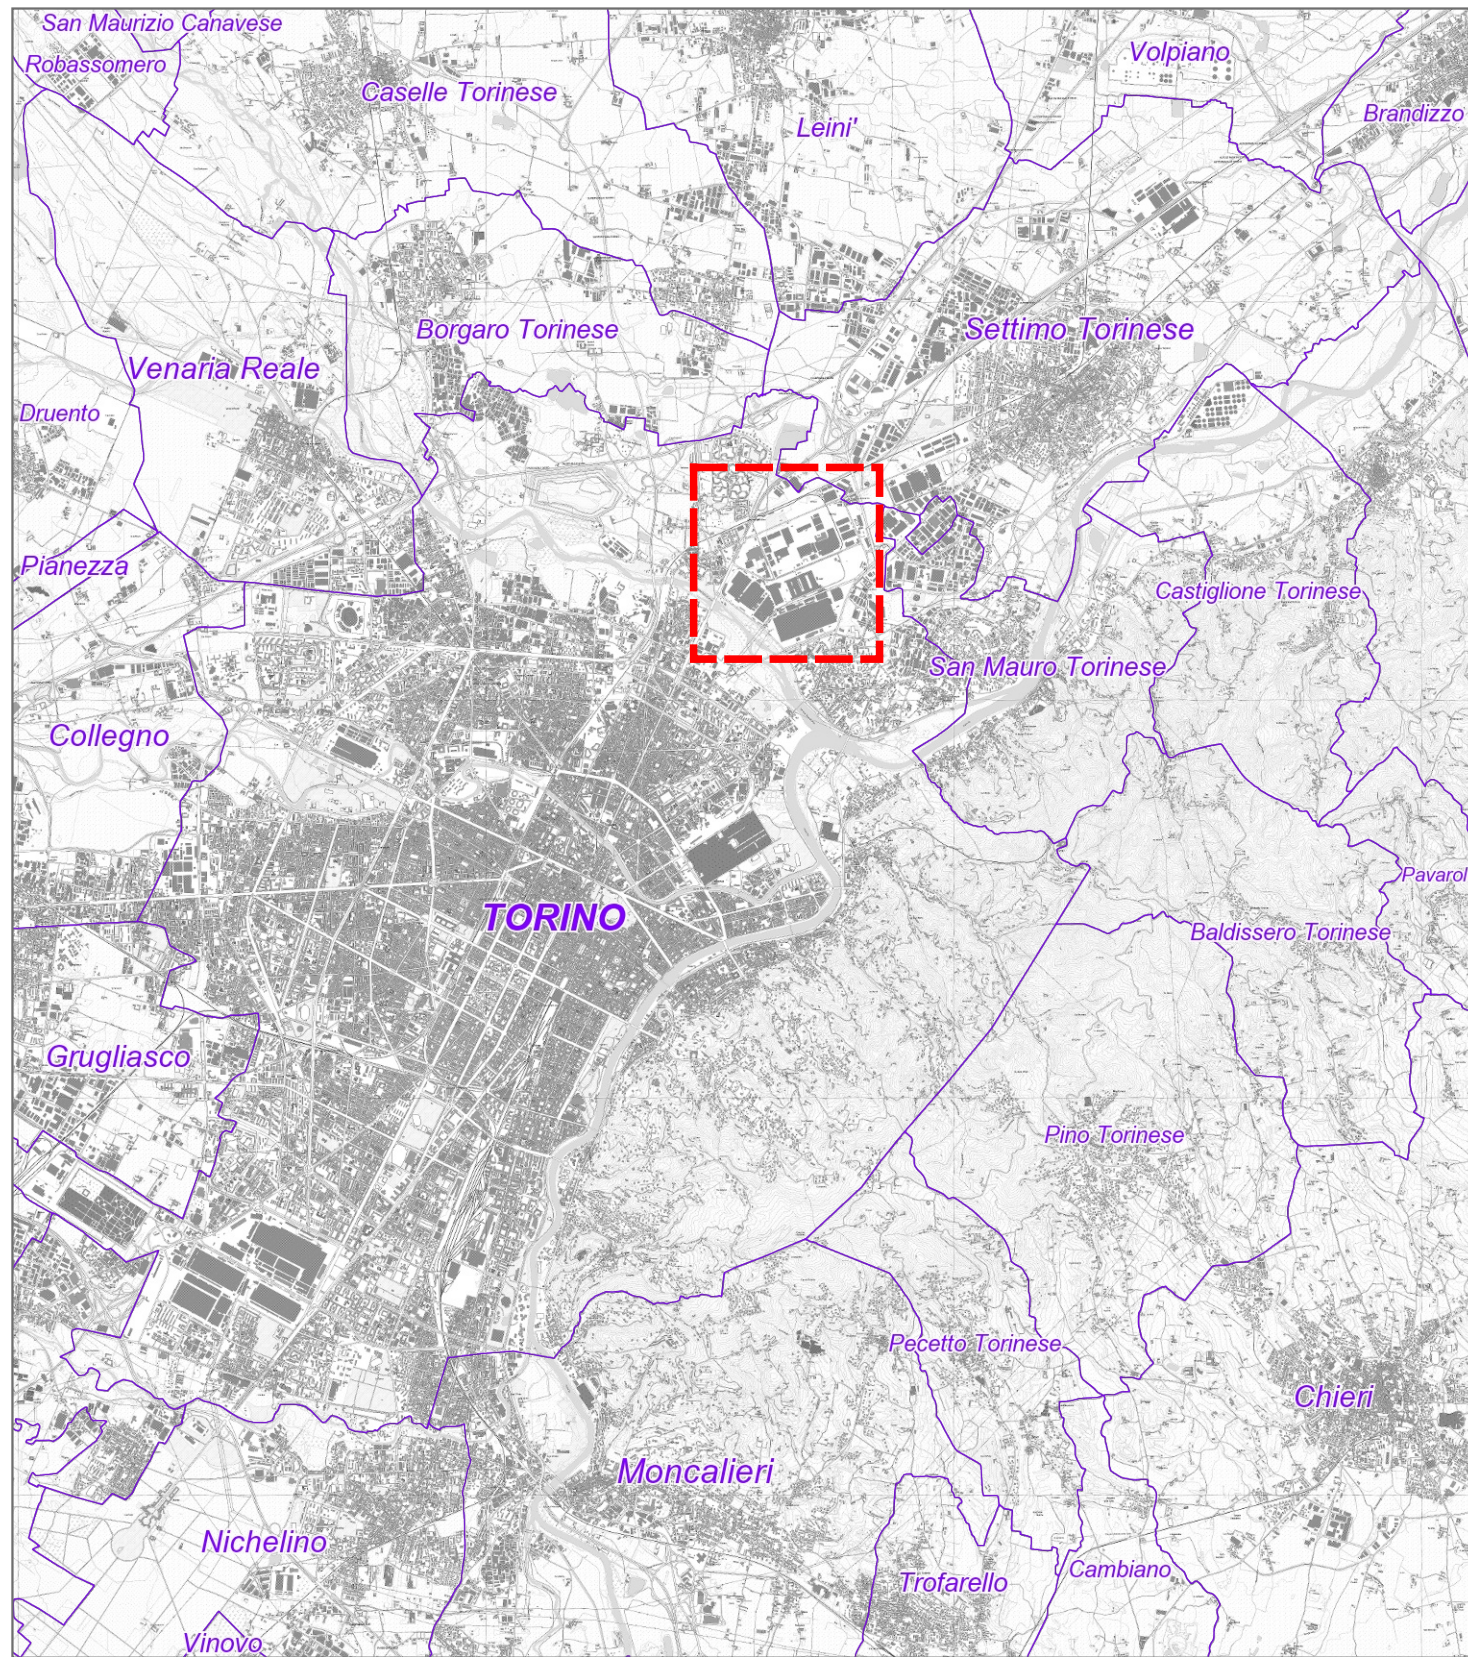 San Maurizio Canavese
Volpiano
Robassomero
Caselle Torinese
Brandizzo
Leini'
Borgaro Torinese
Settimo Torinese
Venaria Reale
Druento
Pianezza
Castiglione Torinese
San Mauro Torinese
Collegno
Pavarol
TORINO
Baldissero Torinese
Grugliasco
Pino Torinese
Pecetto Torinese
Chieri
Moncalieri
Nichelino
Cambiano
Trofarello
Vinovo